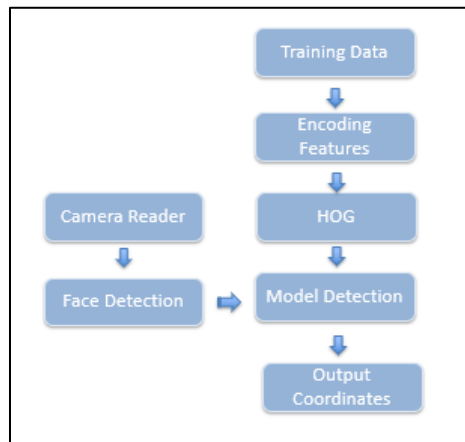 Training Data
Encoding
Features
Camera Reader
HOG
Face Detection
Model Detection
Output
Coordinates